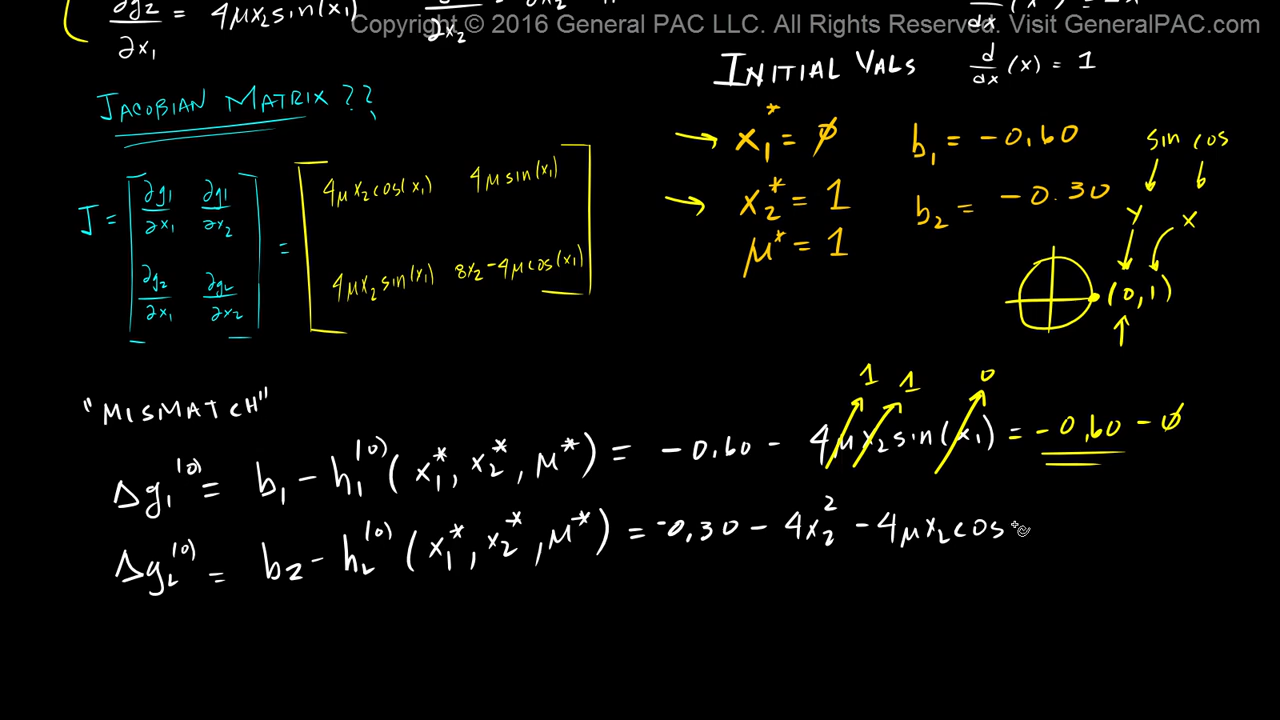 ∂g₂/∂x₁ = 4μx₂sin(x₁)
Copyright © 2016 General PAC LLC. All Rights Reserved. Visit GeneralPAC.com
d/dx (x) = 1
INITIAL VALS
JACOBIAN MATRIX ??
x₁* = 0 b₁ = -0.60
x₂* = 1 b₂ = -0.30
μ* = 1
sin cos
y x
(0,1)
J = [∂g₁/∂x₁ ∂g₁/∂x₂ ; ∂g₂/∂x₁ ∂g₂/∂x₂] = [4μx₂cos(x₁) 4μsin(x₁) ; 4μx₂sin(x₁) 8x₂-4μcos(x₁)]
"MISMATCH"
1 1 0
Δg₁⁽⁰⁾ = b₁ - h₁⁽⁰⁾(x₁*, x₂*, μ*) = -0.60 - 4μx₂sin(x₁) = -0.60 - 0
Δg₂⁽⁰⁾ = b₂ - h₂⁽⁰⁾(x₁*, x₂*, μ*) = -0.30 - 4x₂² - 4μx₂cos